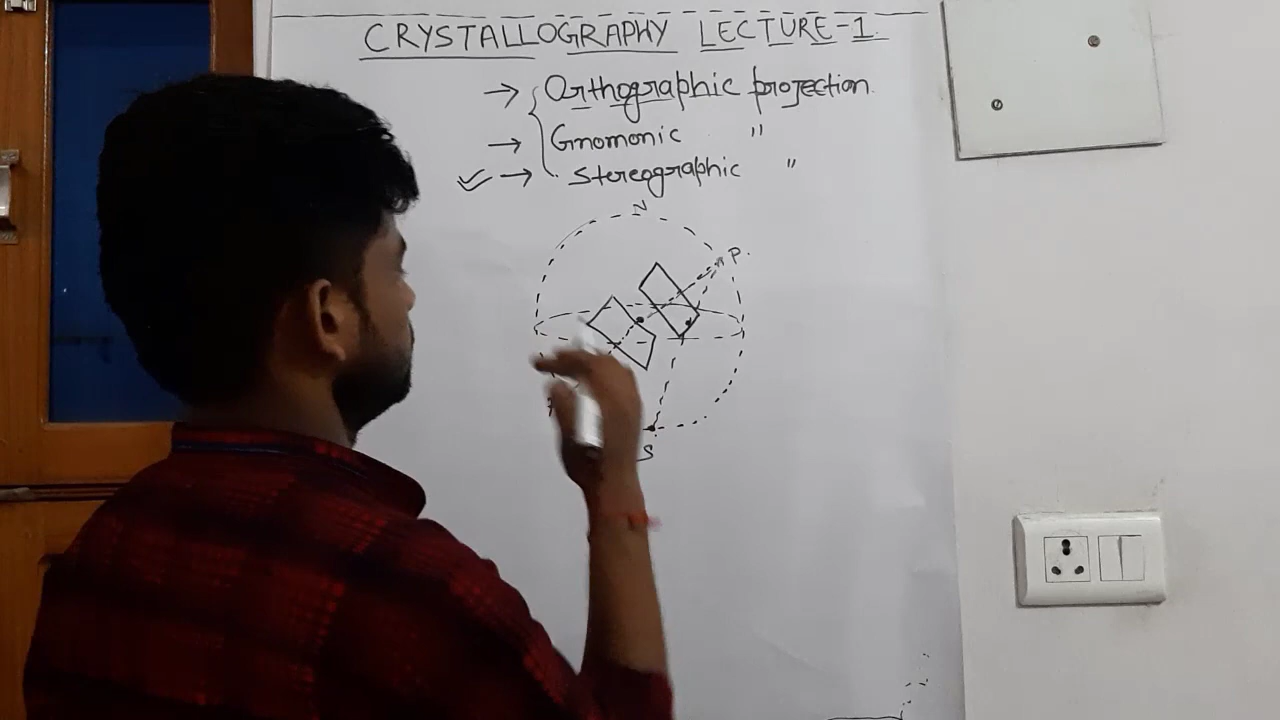 CRYSTALLOGRAPHY LECTURE-1.
→ Orthographic projection.
→ Gnomonic "
✓ → Stereographic "
N
P.
S